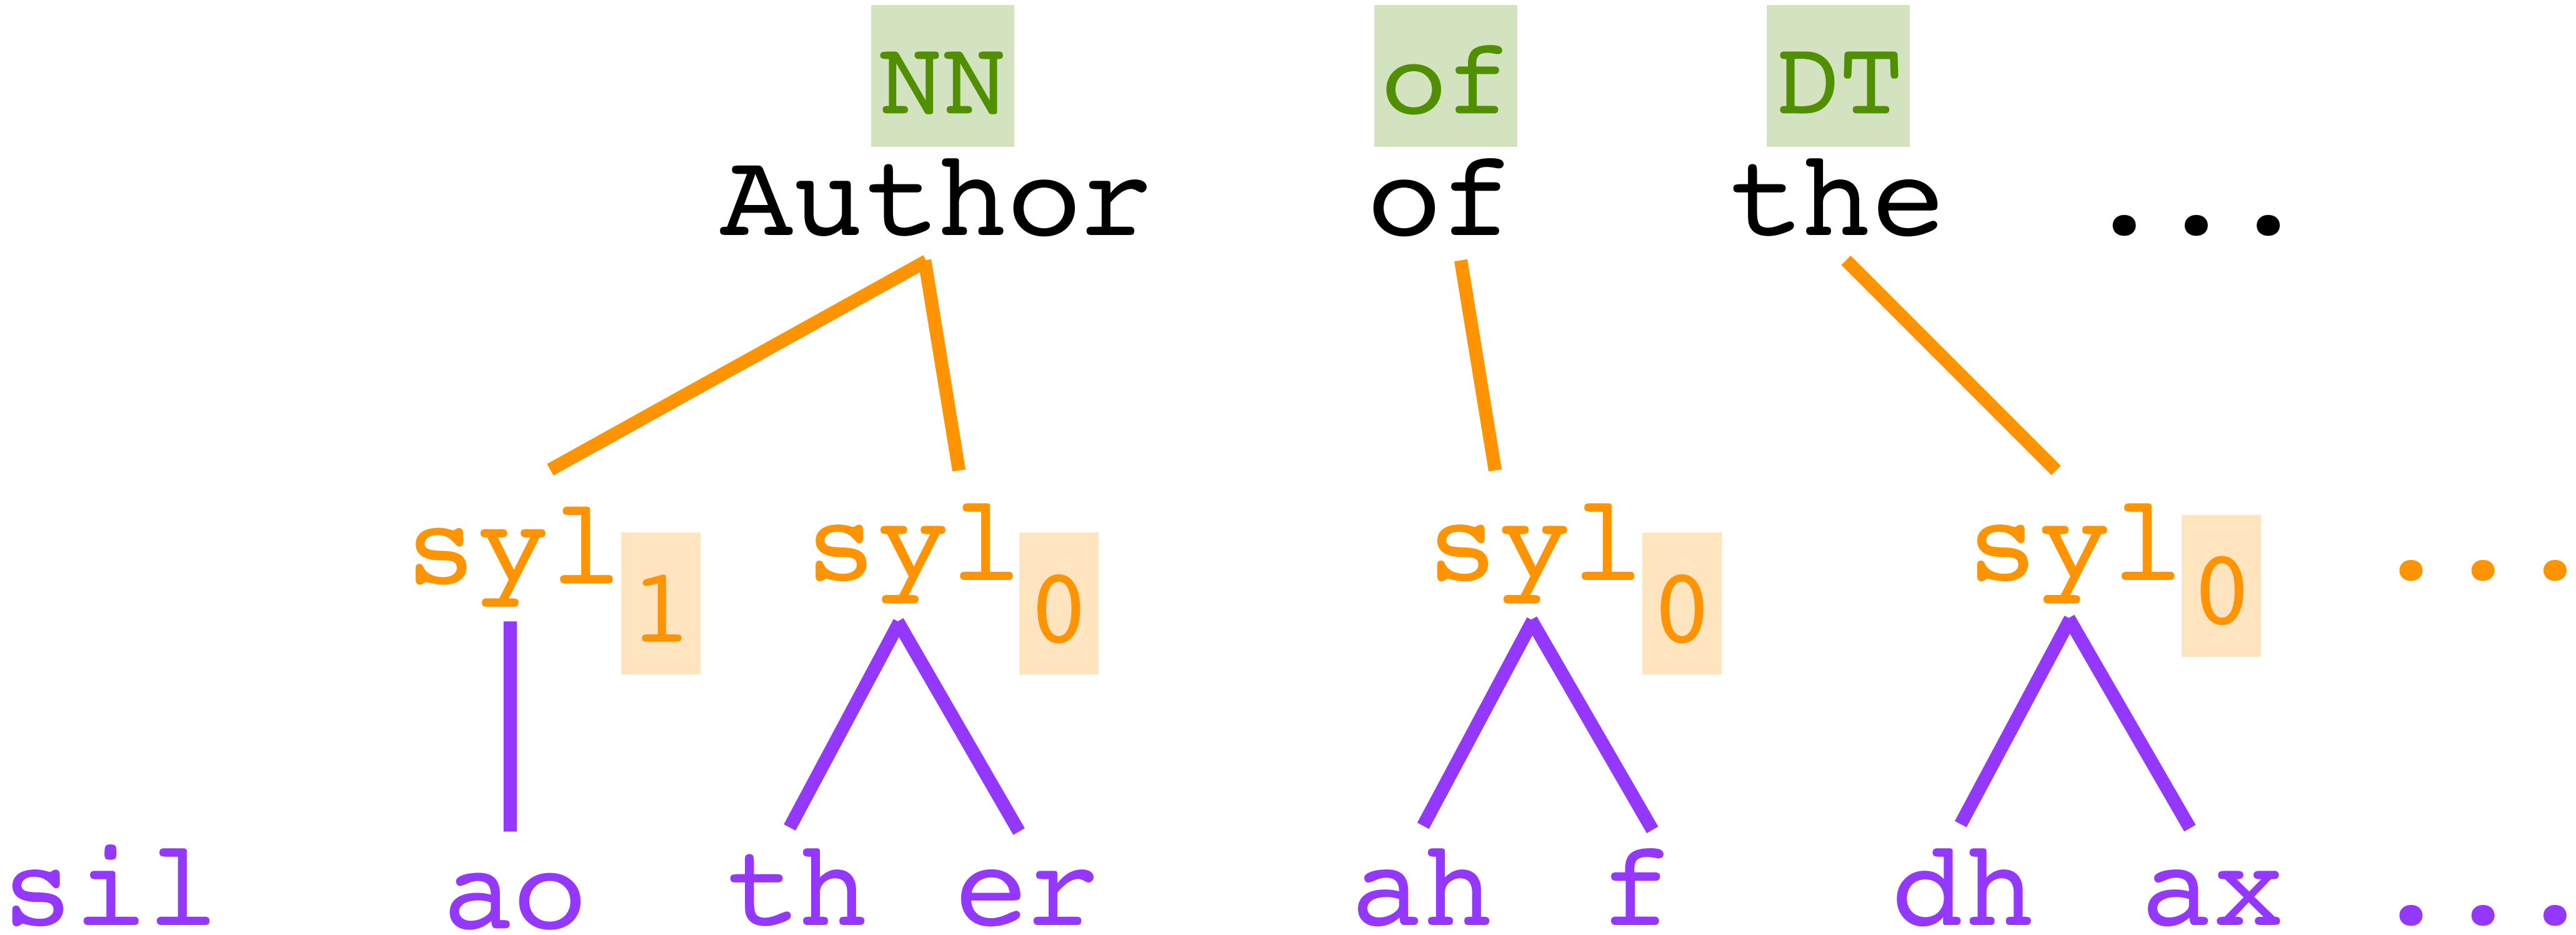 NN of DT
Author of the ...
syl1 syl0 syl0 syl0 ...
sil ao th er ah f dh ax ...